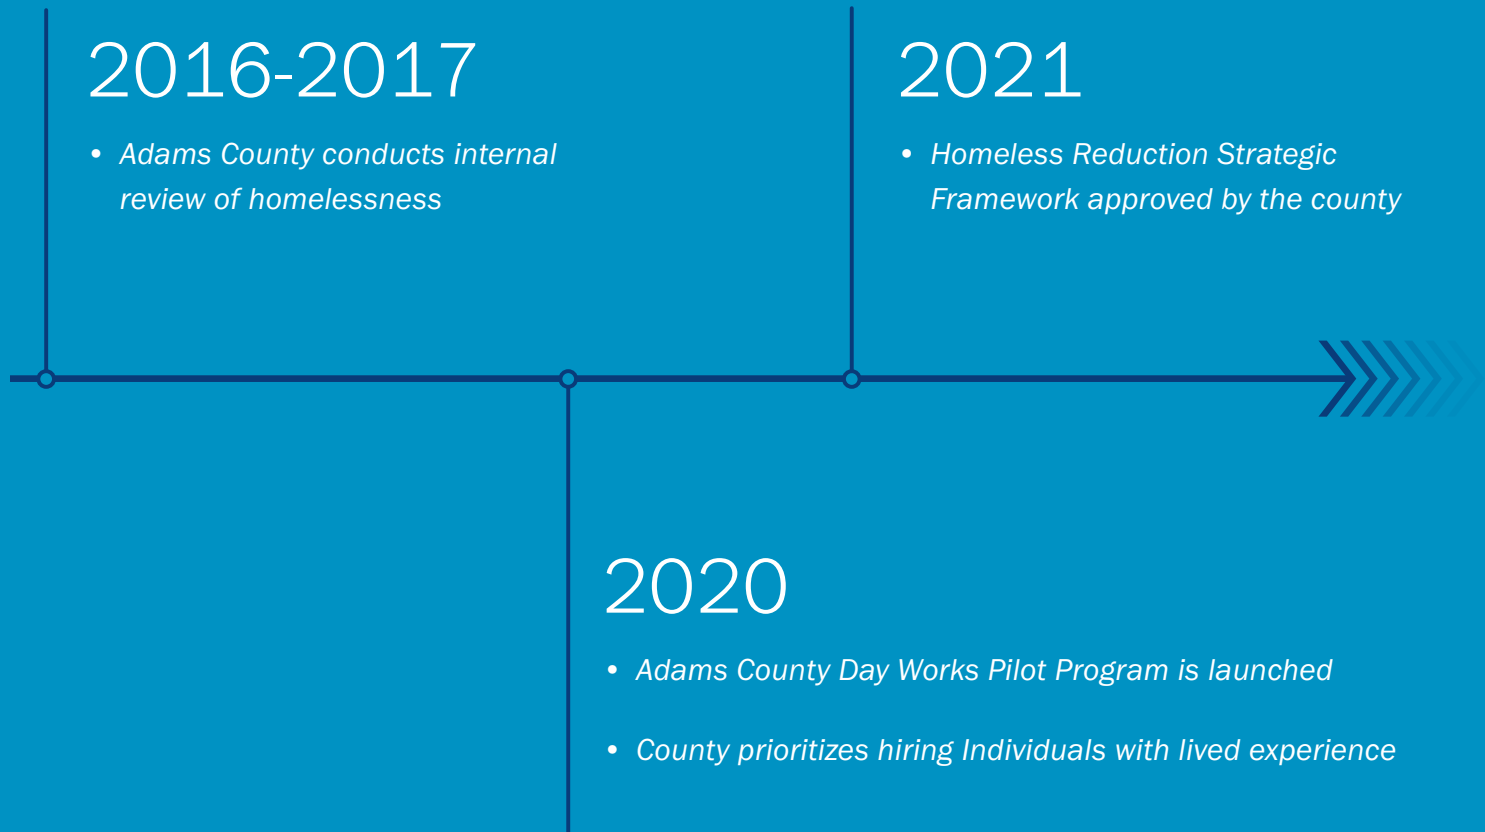 2016-2017
• Adams County conducts internal
review of homelessness
2021
• Homeless Reduction Strategic
Framework approved by the county
2020
• Adams County Day Works Pilot Program is launched
• County prioritizes hiring Individuals with lived experience